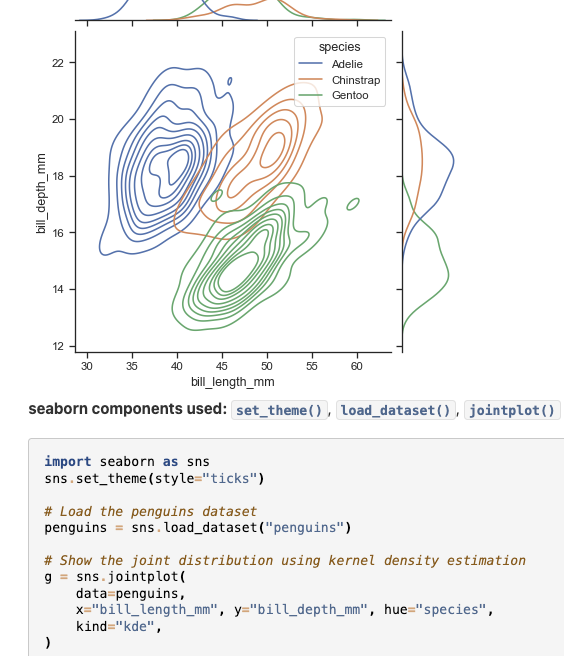 species
Adelie
Chinstrap
Gentoo
22
20
18
16
14
12
bill_depth_mm
30 35 40 45 50 55 60
bill_length_mm
seaborn components used: set_theme(), load_dataset(), jointplot()
import seaborn as sns
sns.set_theme(style="ticks")
# Load the penguins dataset
penguins = sns.load_dataset("penguins")
# Show the joint distribution using kernel density estimation
g = sns.jointplot(
    data=penguins,
    x="bill_length_mm", y="bill_depth_mm", hue="species",
    kind="kde",
)